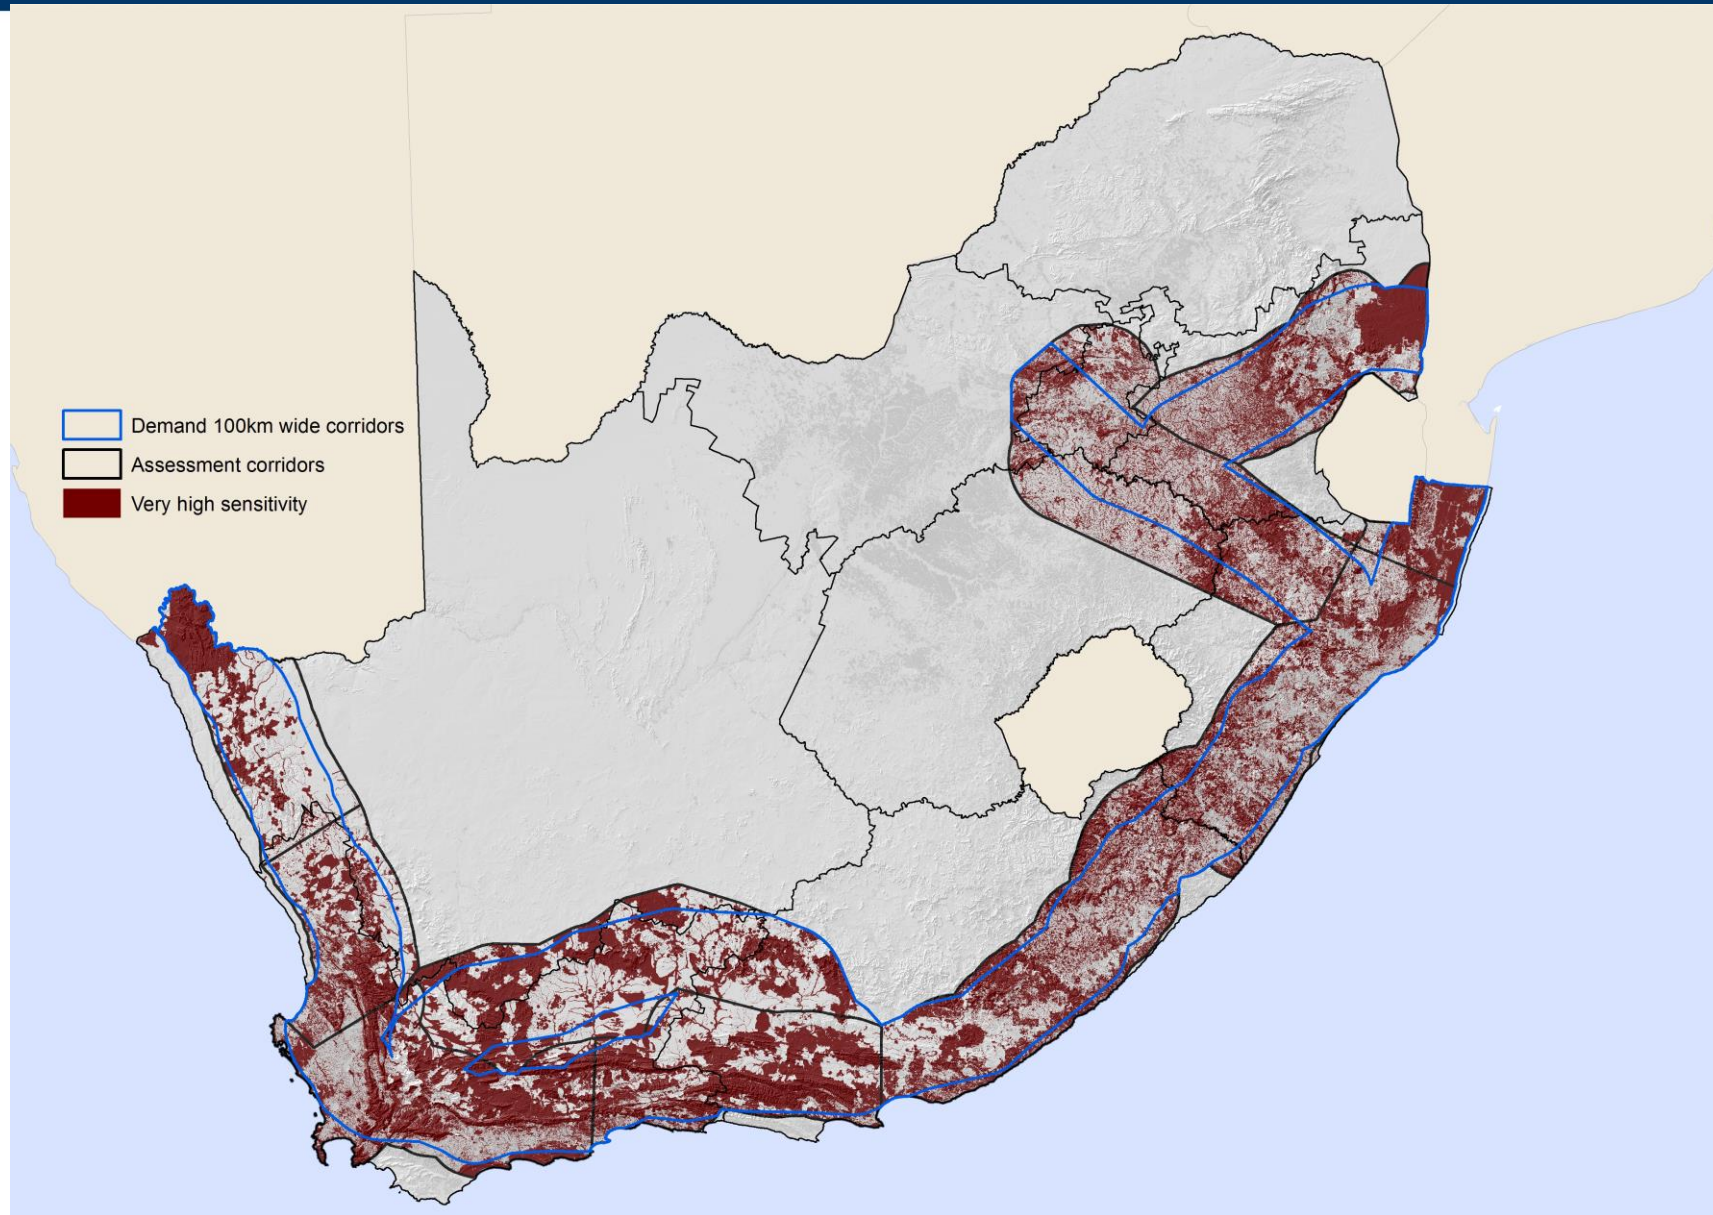 Demand 100km wide corridors
Assessment corridors
Very high sensitivity